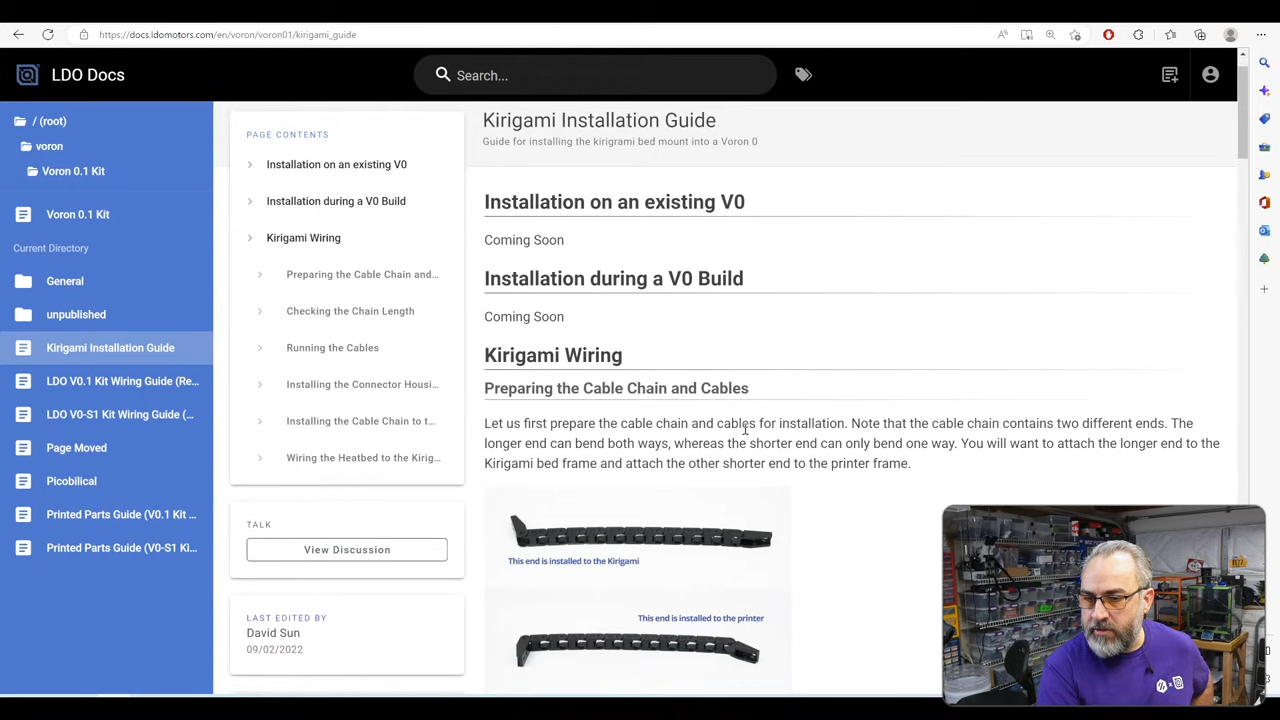 https://docs.ldomotors.com/en/voron/voron01/kirigami_guide
LDO Docs
Search...
/ (root)
voron
Voron 0.1 Kit
Voron 0.1 Kit
Current Directory
General
unpublished
Kirigami Installation Guide
LDO V0.1 Kit Wiring Guide (Re...
LDO V0-S1 Kit Wiring Guide (...
Page Moved
Picobilical
Printed Parts Guide (V0.1 Kit ...
Printed Parts Guide (V0-S1 Ki...
PAGE CONTENTS
Installation on an existing V0
Installation during a V0 Build
Kirigami Wiring
Preparing the Cable Chain and...
Checking the Chain Length
Running the Cables
Installing the Connector Housi...
Installing the Cable Chain to t...
Wiring the Heatbed to the Kirig...
TALK
View Discussion
LAST EDITED BY
David Sun
09/02/2022
Kirigami Installation Guide
Guide for installing the kirigrami bed mount into a Voron 0
Installation on an existing V0
Coming Soon
Installation during a V0 Build
Coming Soon
Kirigami Wiring
Preparing the Cable Chain and Cables
Let us first prepare the cable chain and cables for installation. Note that the cable chain contains two different ends. The
longer end can bend both ways, whereas the shorter end can only bend one way. You will want to attach the longer end to the
Kirigami bed frame and attach the other shorter end to the printer frame.
This end is installed to the Kirigami
This end is installed to the printer